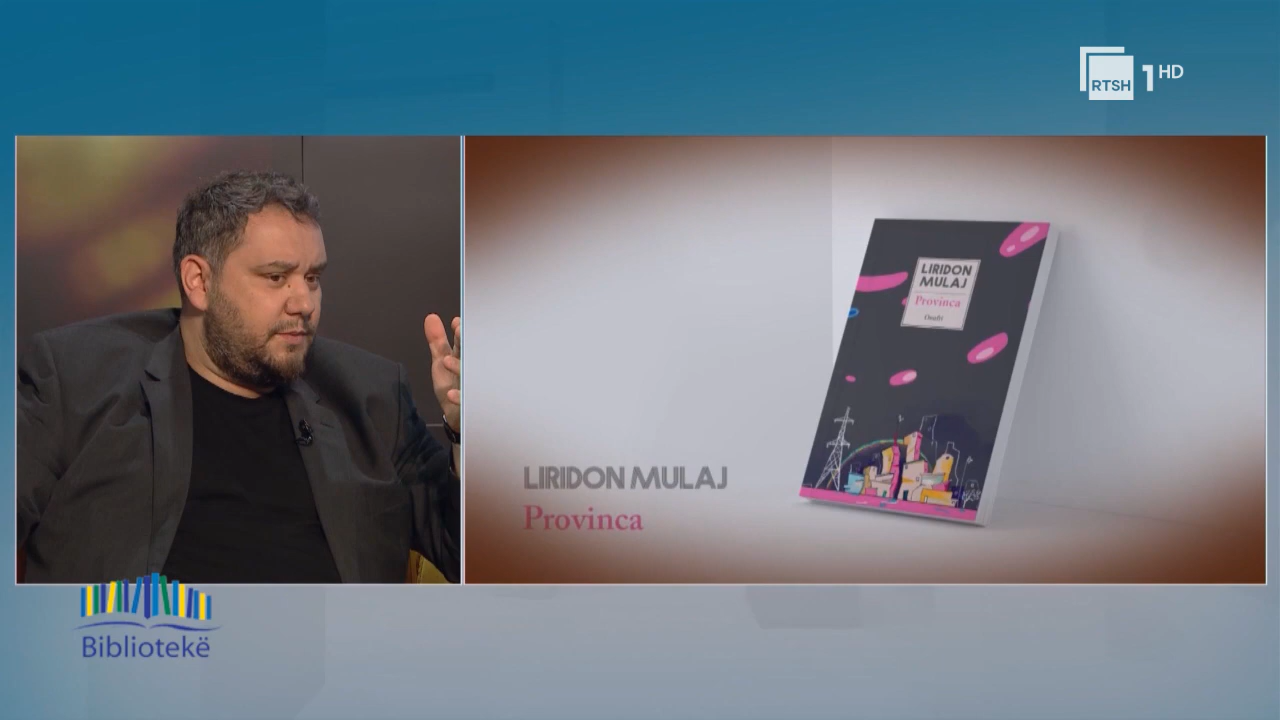 RTSH 1 HD
LIRIDON
MULAJ
Provinca
LIRIDON MULAJ
Provinca
Bibliotekë